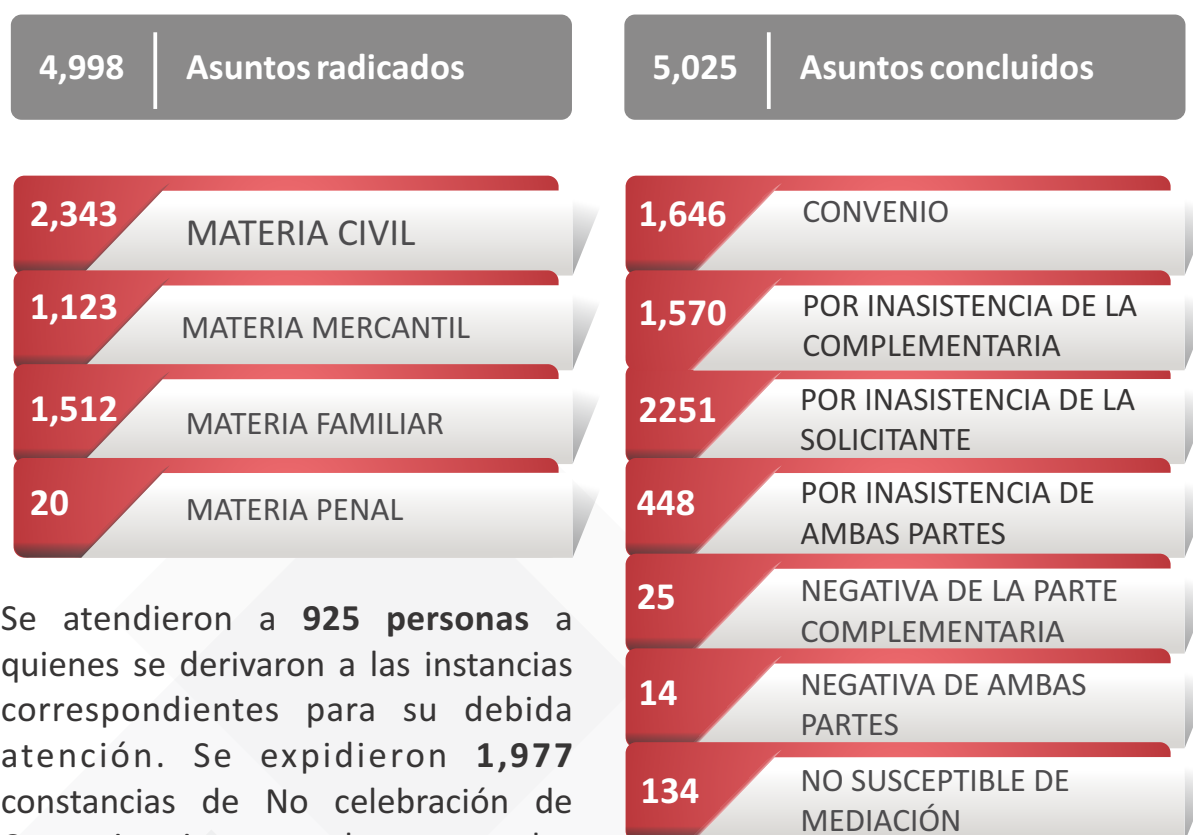 4,998 Asuntos radicados
2,343 MATERIA CIVIL
1,123 MATERIA MERCANTIL
1,512 MATERIA FAMILIAR
20 MATERIA PENAL
Se atendieron a 925 personas a
quienes se derivaron a las instancias
correspondientes para su debida
atención. Se expidieron 1,977
constancias de No celebración de
5,025 Asuntos concluidos
1,646 CONVENIO
1,570 POR INASISTENCIA DE LA
COMPLEMENTARIA
2251 POR INASISTENCIA DE LA
SOLICITANTE
448 POR INASISTENCIA DE
AMBAS PARTES
25 NEGATIVA DE LA PARTE
COMPLEMENTARIA
14 NEGATIVA DE AMBAS
PARTES
134 NO SUSCEPTIBLE DE
MEDIACIÓN